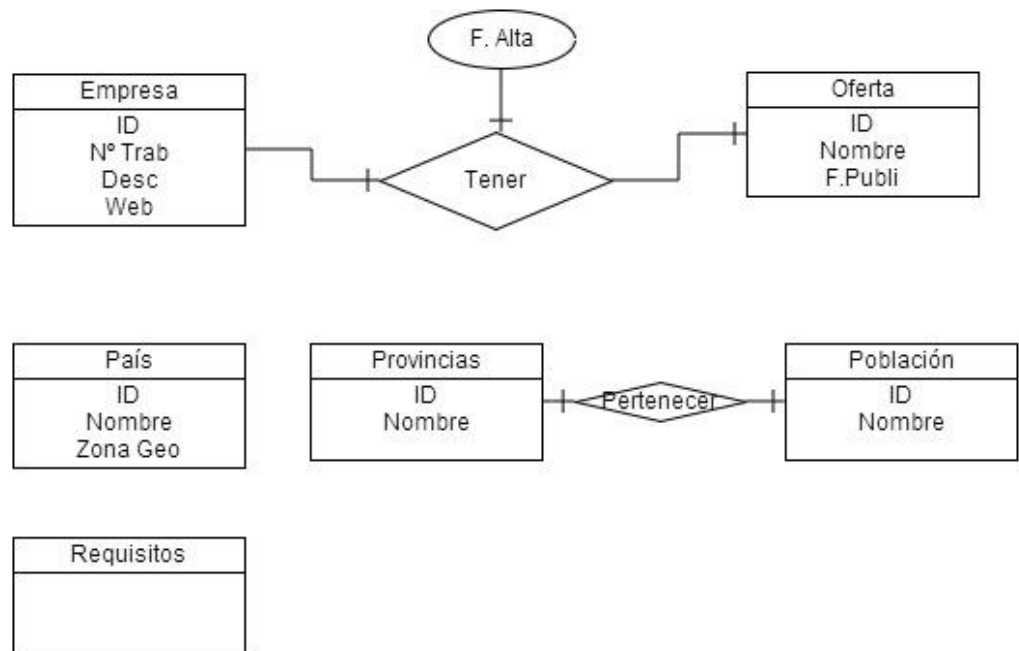 F. Alta
Empresa
ID
Nº Trab
Desc
Web
Tener
Oferta
ID
Nombre
F.Publi
País
ID
Nombre
Zona Geo
Provincias
ID
Nombre
Pertenecer
Población
ID
Nombre
Requisitos